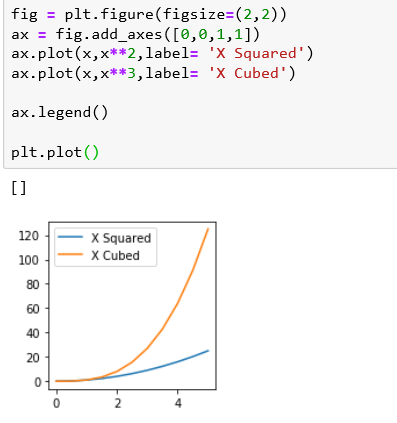 fig = plt.figure(figsize=(2,2))
ax = fig.add_axes([0,0,1,1])
ax.plot(x,x**2,label= 'X Squared')
ax.plot(x,x**3,label= 'X Cubed')
ax.legend()
plt.plot()
[]
X Squared
X Cubed
120
100
80
60
40
20
0
0 2 4